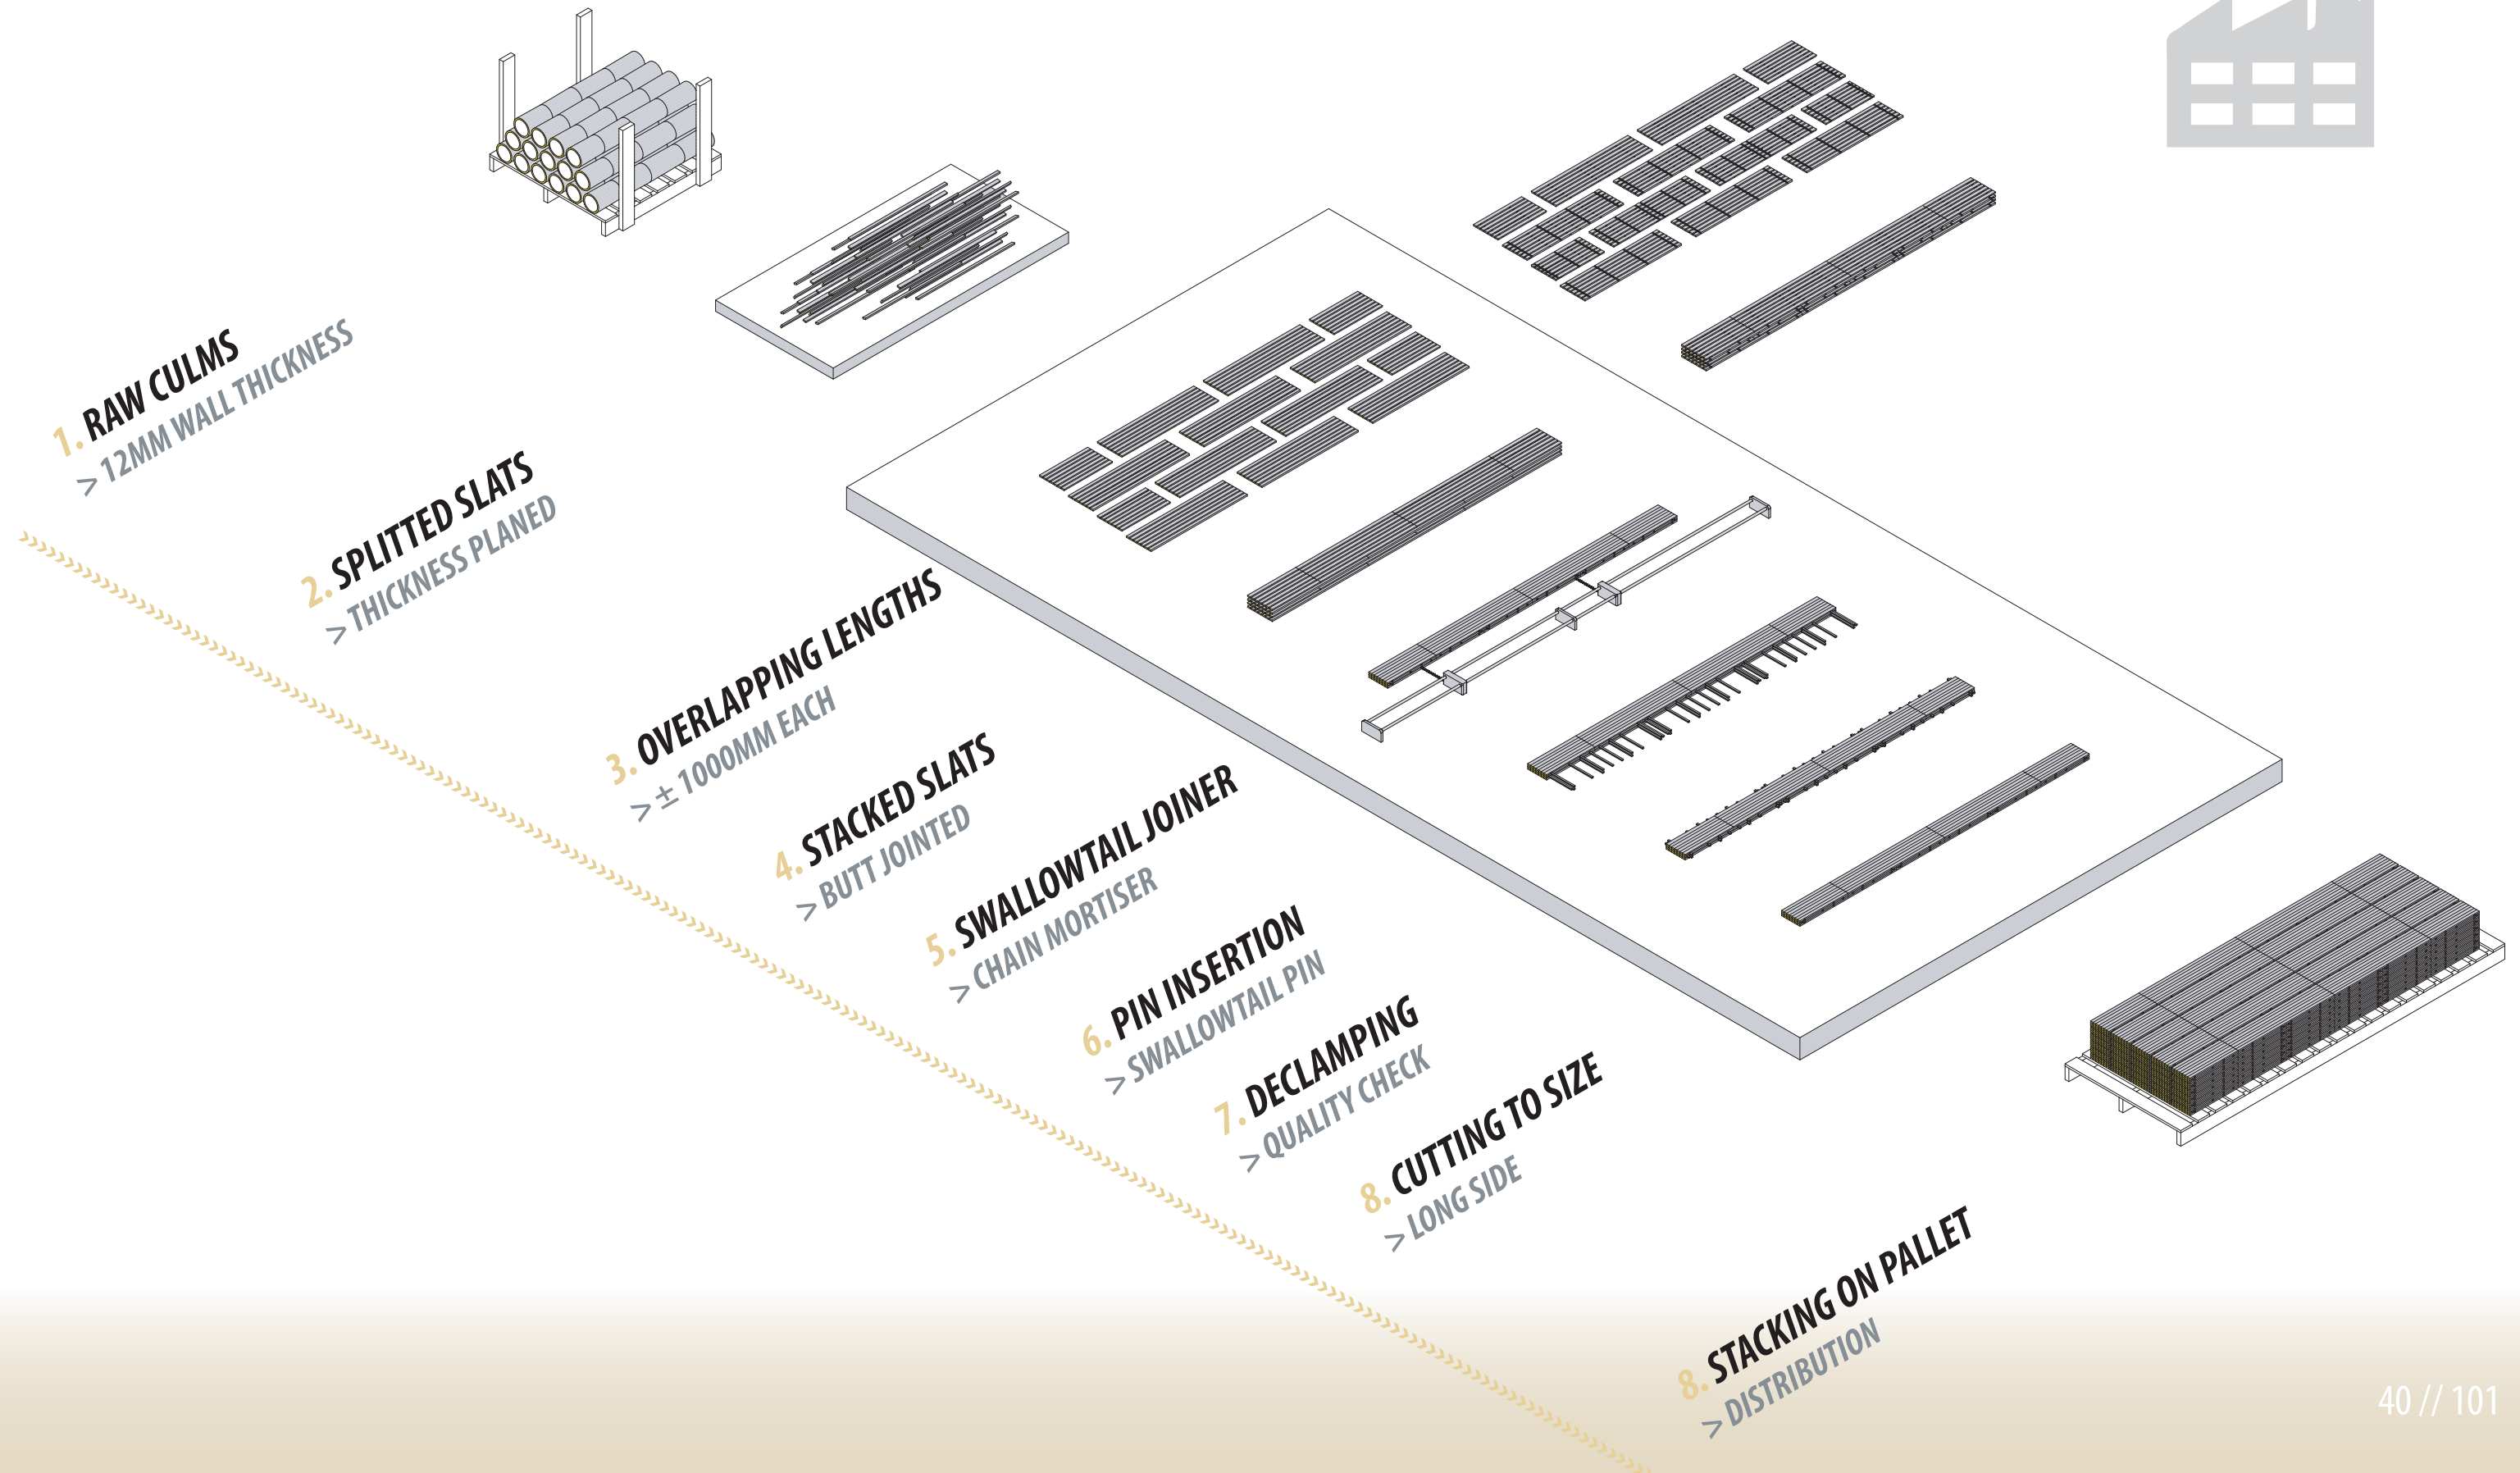 1. RAW CULMS
> 12MM WALL THICKNESS
2. SPLITTED SLATS
> THICKNESS PLANED
3. OVERLAPPING LENGTHS
> ± 1000MM EACH
4. STACKED SLATS
> BUTT JOINTED
5. SWALLOWTAIL JOINER
> CHAIN MORTISER
6. PIN INSERTION
> SWALLOWTAIL PIN
7. DECLAMPING
> QUALITY CHECK
8. CUTTING TO SIZE
> LONG SIDE
8. STACKING ON PALLET
> DISTRIBUTION
40 // 101